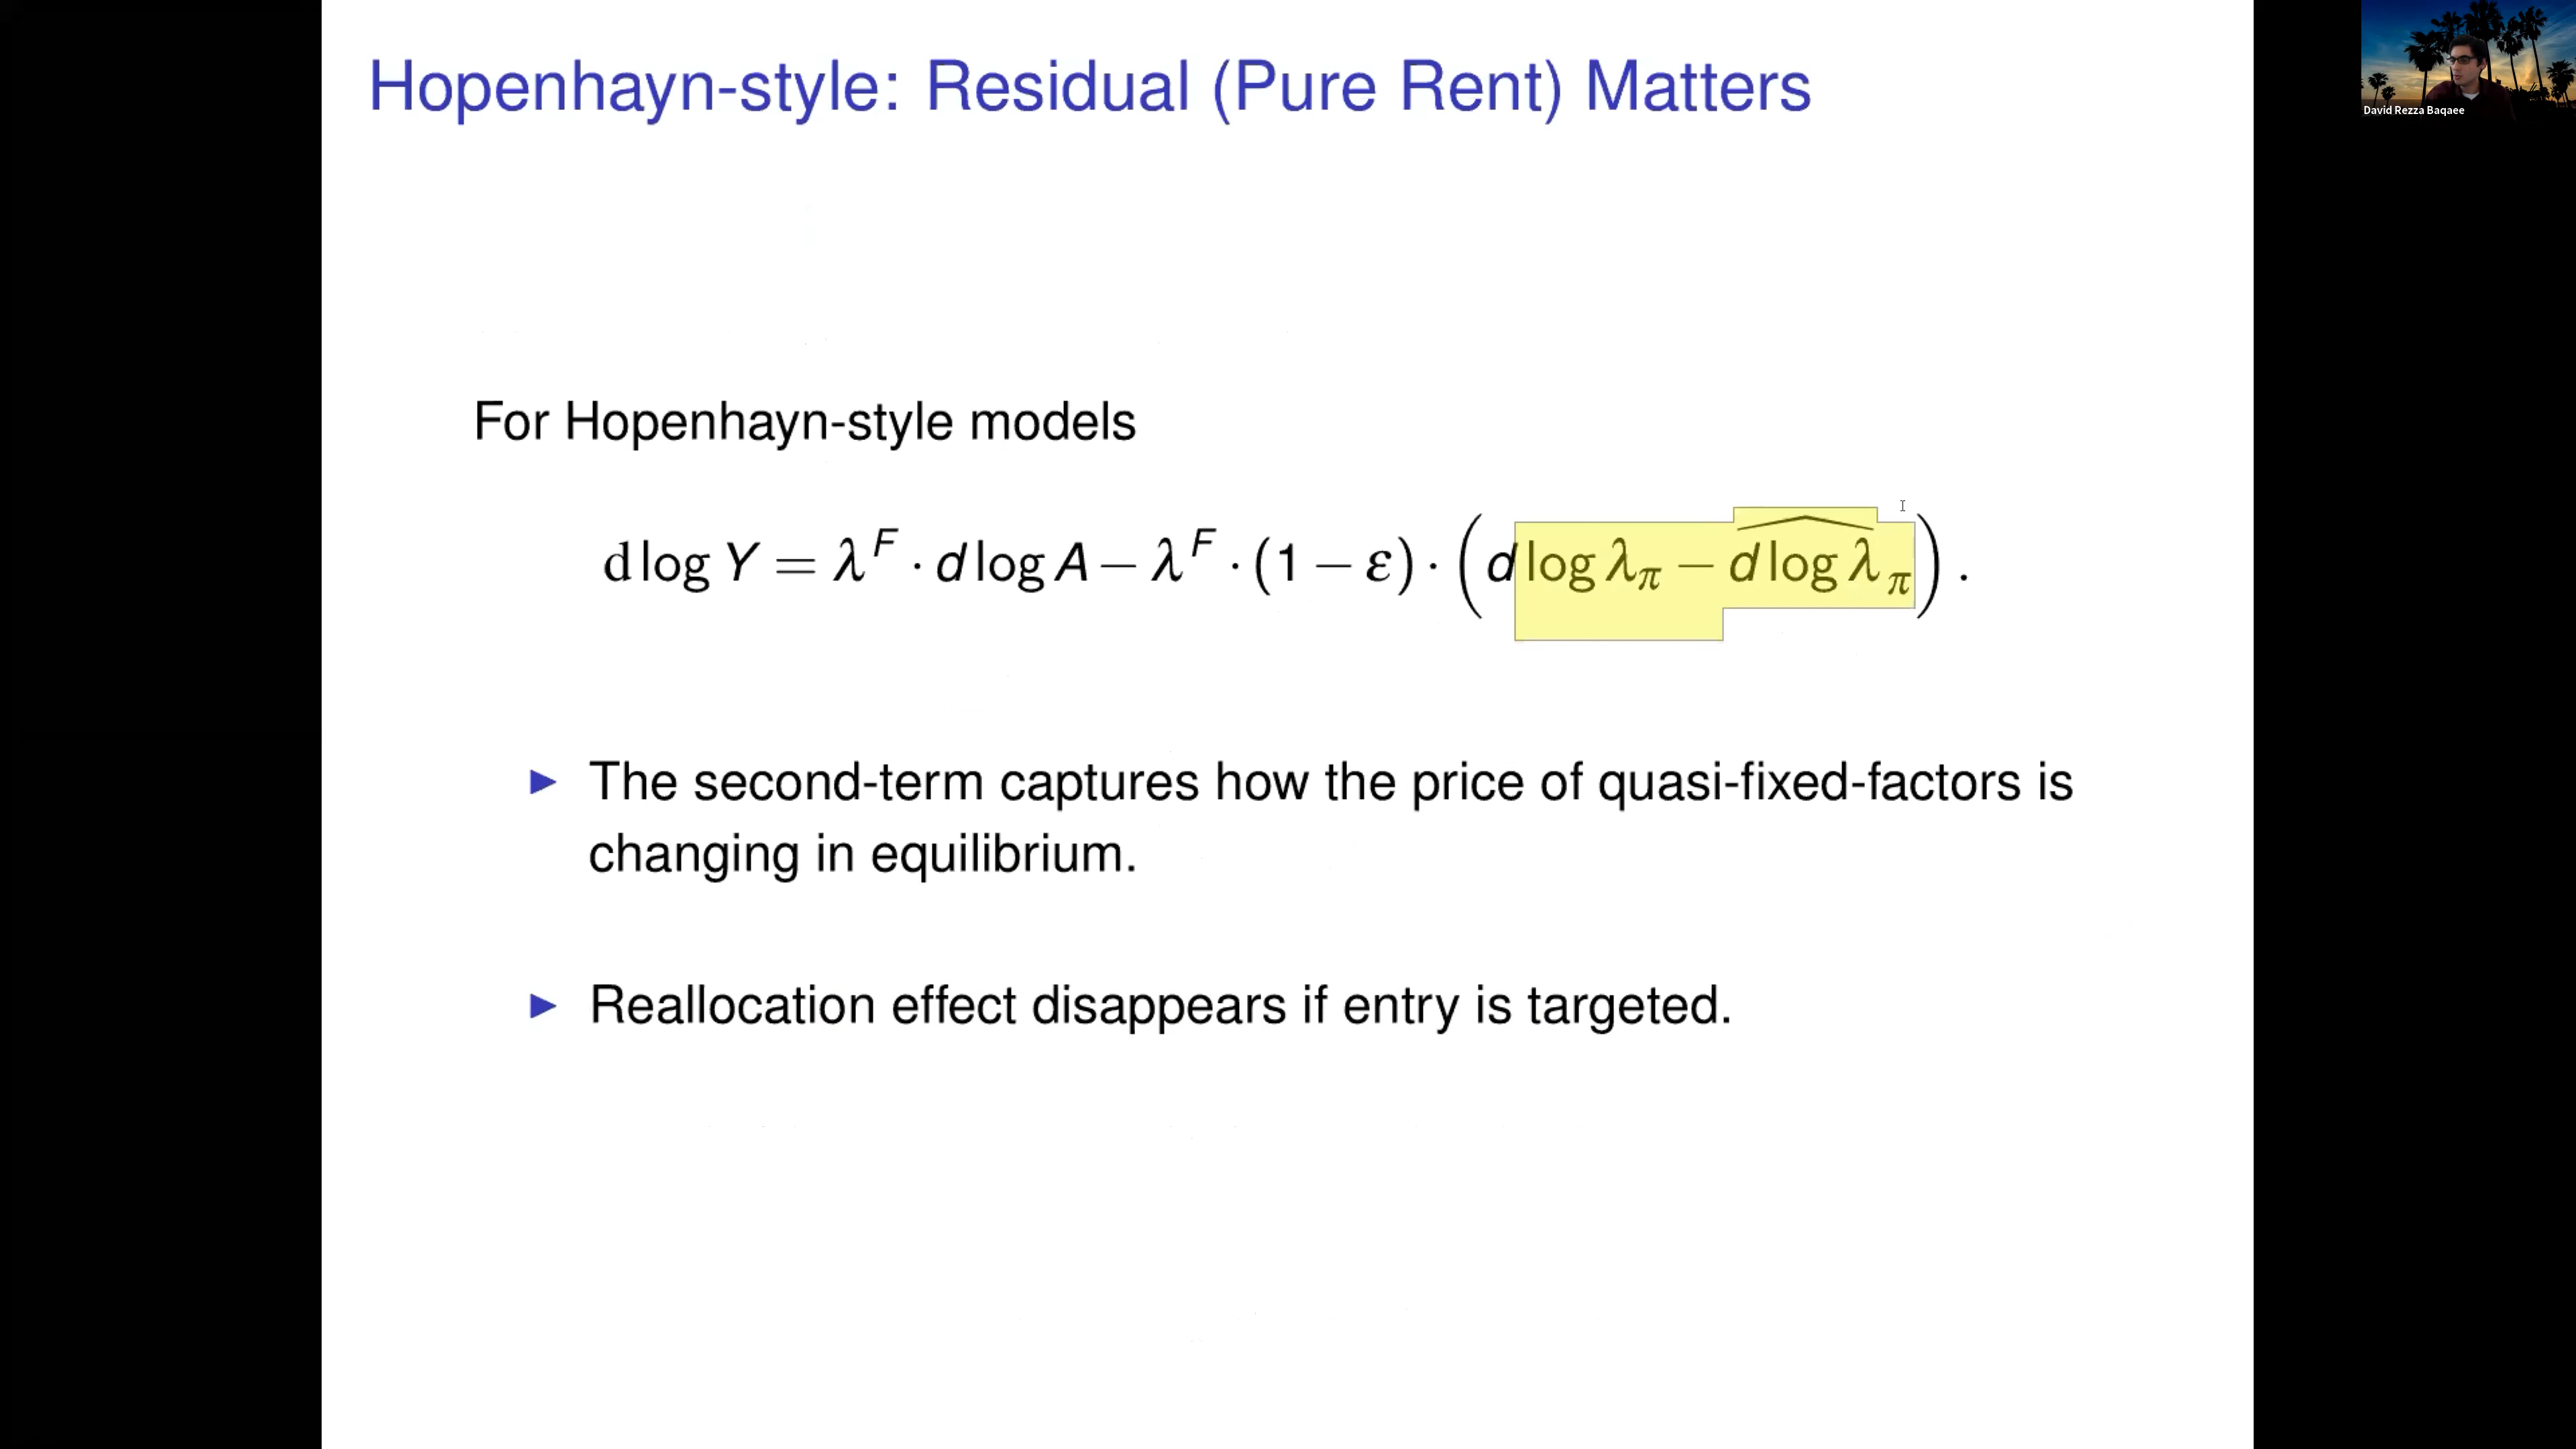 Hopenhayn-style: Residual (Pure Rent) Matters
David Rezza Baqaee
For Hopenhayn-style models
d log Y = λ^F · d log A − λ^F · (1 − ε) · (d log λ_π − \widehat{d log λ}_π).
▶ The second-term captures how the price of quasi-fixed-factors is
changing in equilibrium.
▶ Reallocation effect disappears if entry is targeted.